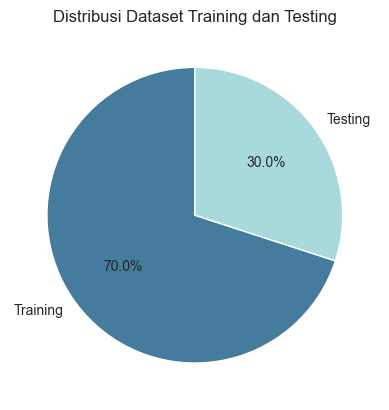 Distribusi Dataset Training dan Testing
Testing
30.0%
70.0%
Training